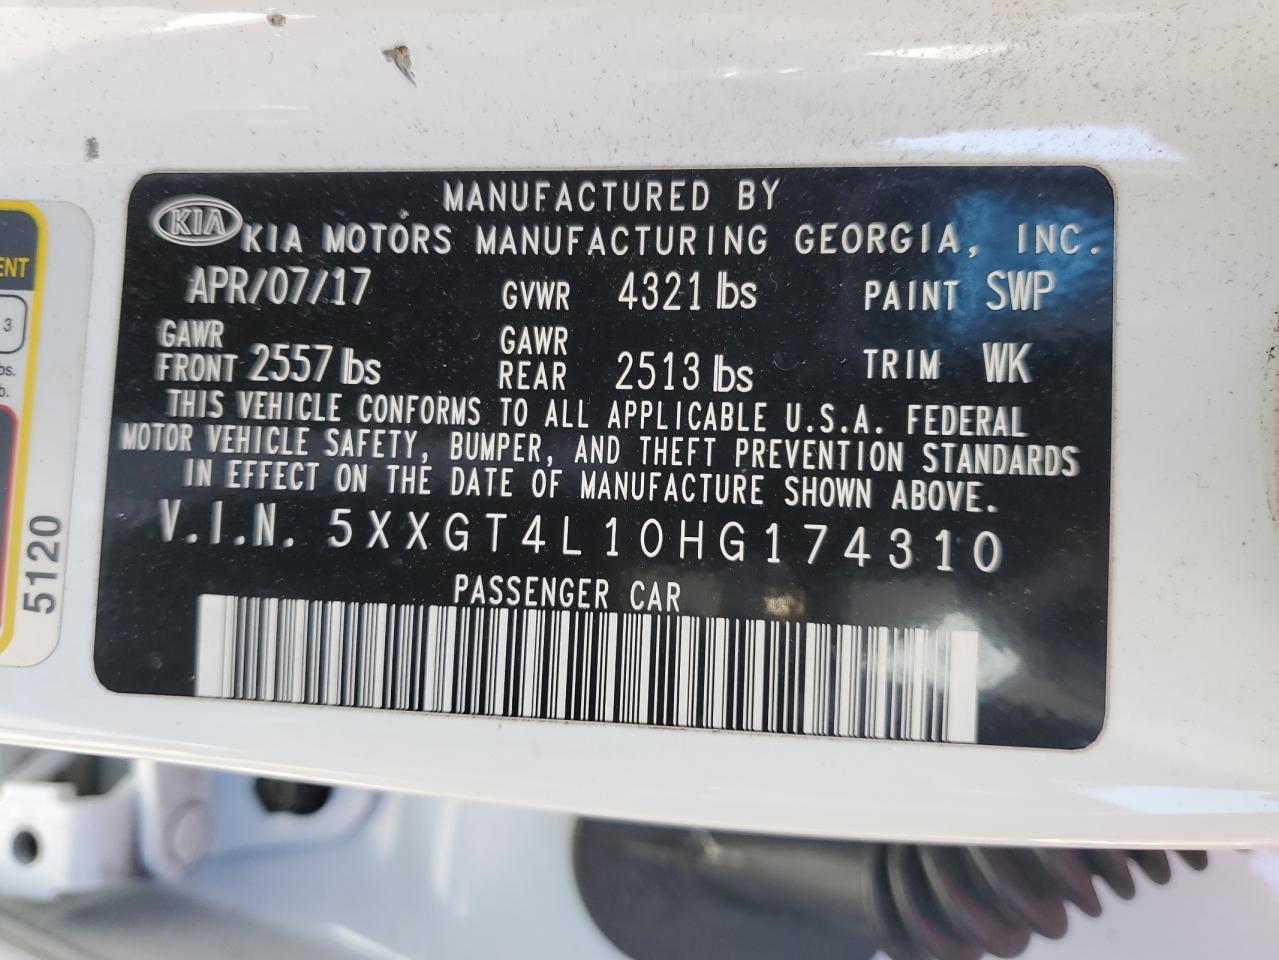 MANUFACTURED BY
KIA
KIA MOTORS MANUFACTURING GEORGIA, INC.
APR/07/17 GVWR 4321 lbs PAINT SWP
GAWR FRONT 2557 lbs GAWR REAR 2513 lbs TRIM WK
THIS VEHICLE CONFORMS TO ALL APPLICABLE U.S.A. FEDERAL
MOTOR VEHICLE SAFETY, BUMPER, AND THEFT PREVENTION STANDARDS
IN EFFECT ON THE DATE OF MANUFACTURE SHOWN ABOVE.
V.I.N. 5XXGT4L10HG174310
PASSENGER CAR
3
5120